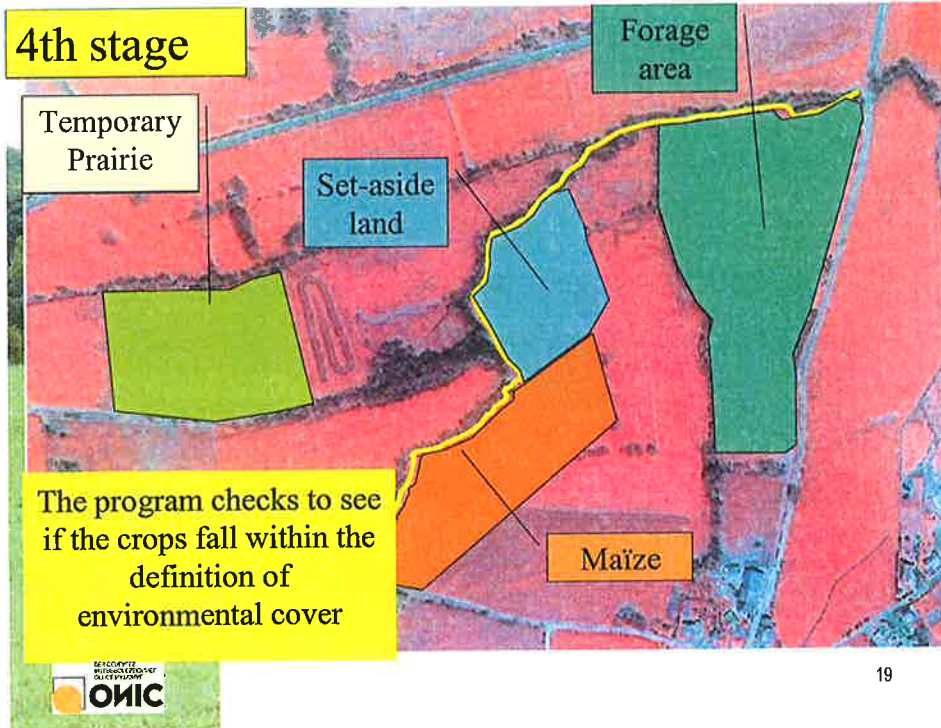 4th stage
Forage
area
Temporary
Prairie
Set-aside
land
The program checks to see
if the crops fall within the
definition of
environmental cover
Maïze
ONIC
19